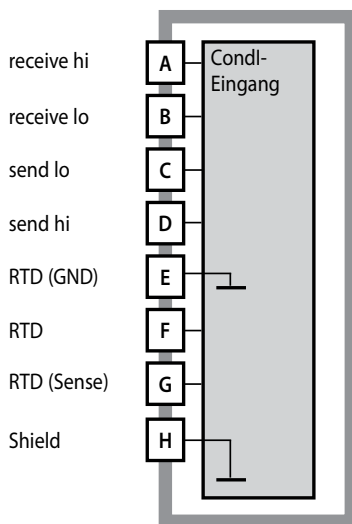 receive hi
A
Condl-
Eingang
receive lo
B
send lo
C
send hi
D
RTD (GND)
E
RTD
F
RTD (Sense)
G
Shield
H